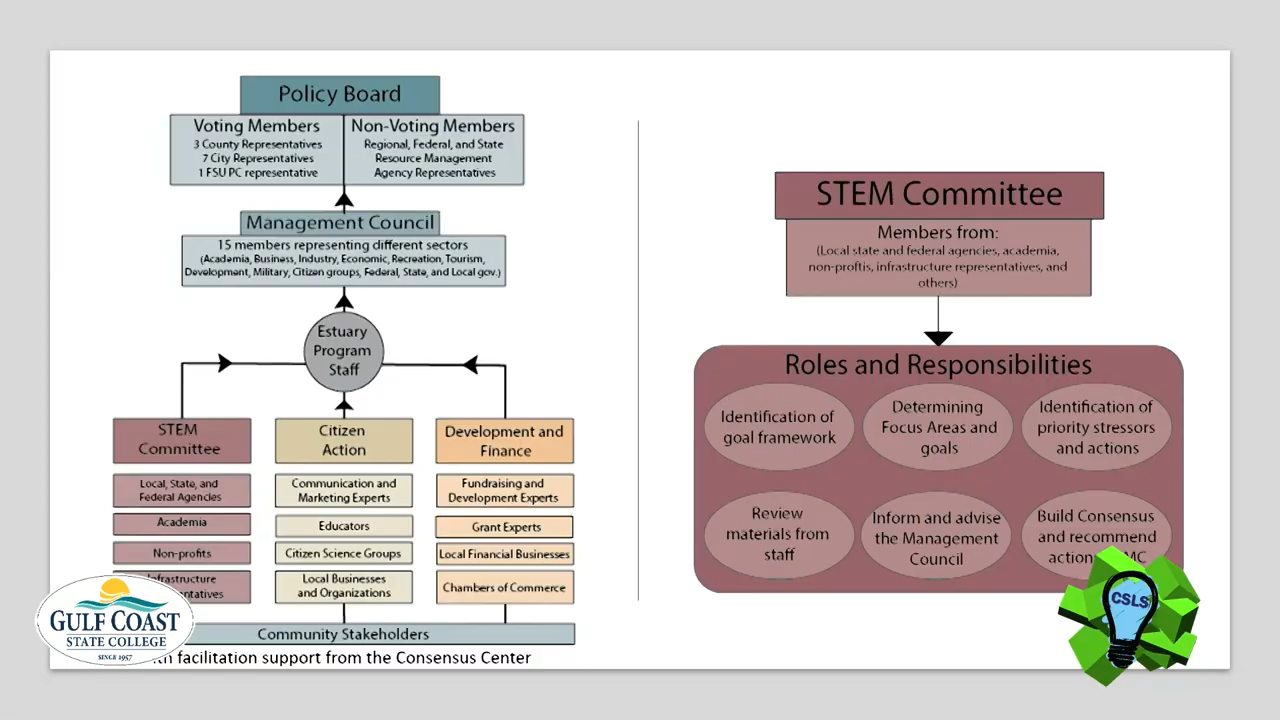 Policy Board
Voting Members
3 County Representatives
7 City Representatives
1 FSU PC representative
Non-Voting Members
Regional, Federal, and State
Resource Management
Agency Representatives
Management Council
15 members representing different sectors
(Academia, Business, Industry, Economic, Recreation, Tourism,
Development, Military, Citizen groups, Federal, State, and Local gov.)
Estuary
Program
Staff
STEM
Committee
Local, State, and
Federal Agencies
Academia
Non-profits
Infrastructure
Citizen
Action
Communication and
Marketing Experts
Educators
Citizen Science Groups
Local Businesses
and Organizations
Development and
Finance
Fundraising and
Development Experts
Grant Experts
Local Financial Businesses
Chambers of Commerce
Community Stakeholders
facilitation support from the Consensus Center
GULF COAST
STATE COLLEGE
SINCE 1957
STEM Committee
Members from:
(Local state and federal agencies, academia,
non-proftis, infrastructure representatives, and
others)
Roles and Responsibilities
Identification of
goal framework
Determining
Focus Areas and
goals
Identification of
priority stressors
and actions
Review
materials from
staff
Inform and advise
the Management
Council
Build Consensus
and recommend
MC
CSLS